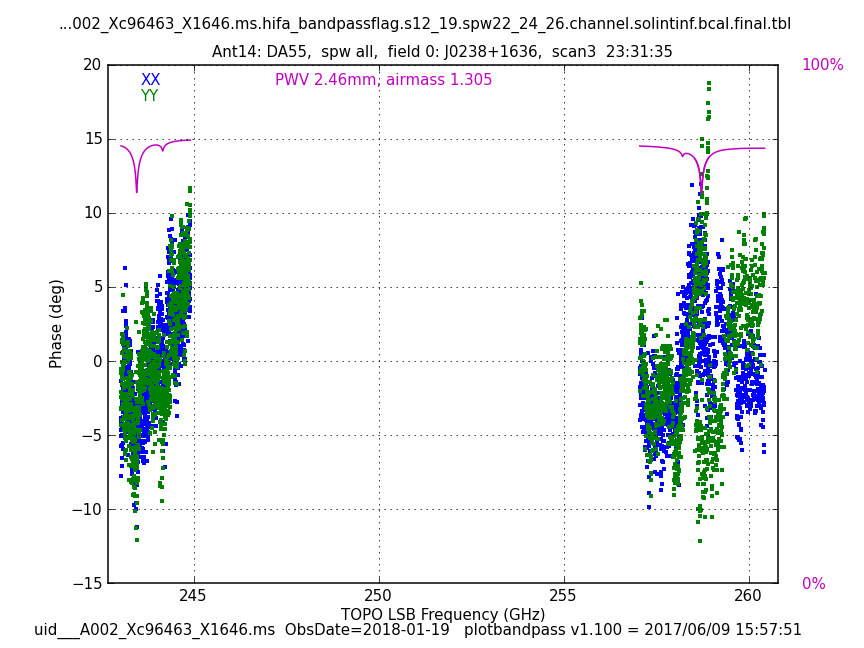 ...002_Xc96463_X1646.ms.hifa_bandpassflag.s12_19.spw22_24_26.channel.solintinf.bcal.final.tbl
Ant14: DA55,  spw all,  field 0: J0238+1636,  scan3  23:31:35
20
XX
PWV 2.46mm, airmass 1.305
100%
YY
15
10
5
0
−5
−10
−15
0%
Phase (deg)
245
250
255
260
TOPO LSB Frequency (GHz)
uid___A002_Xc96463_X1646.ms  ObsDate=2018-01-19   plotbandpass v1.100 = 2017/06/09 15:57:51